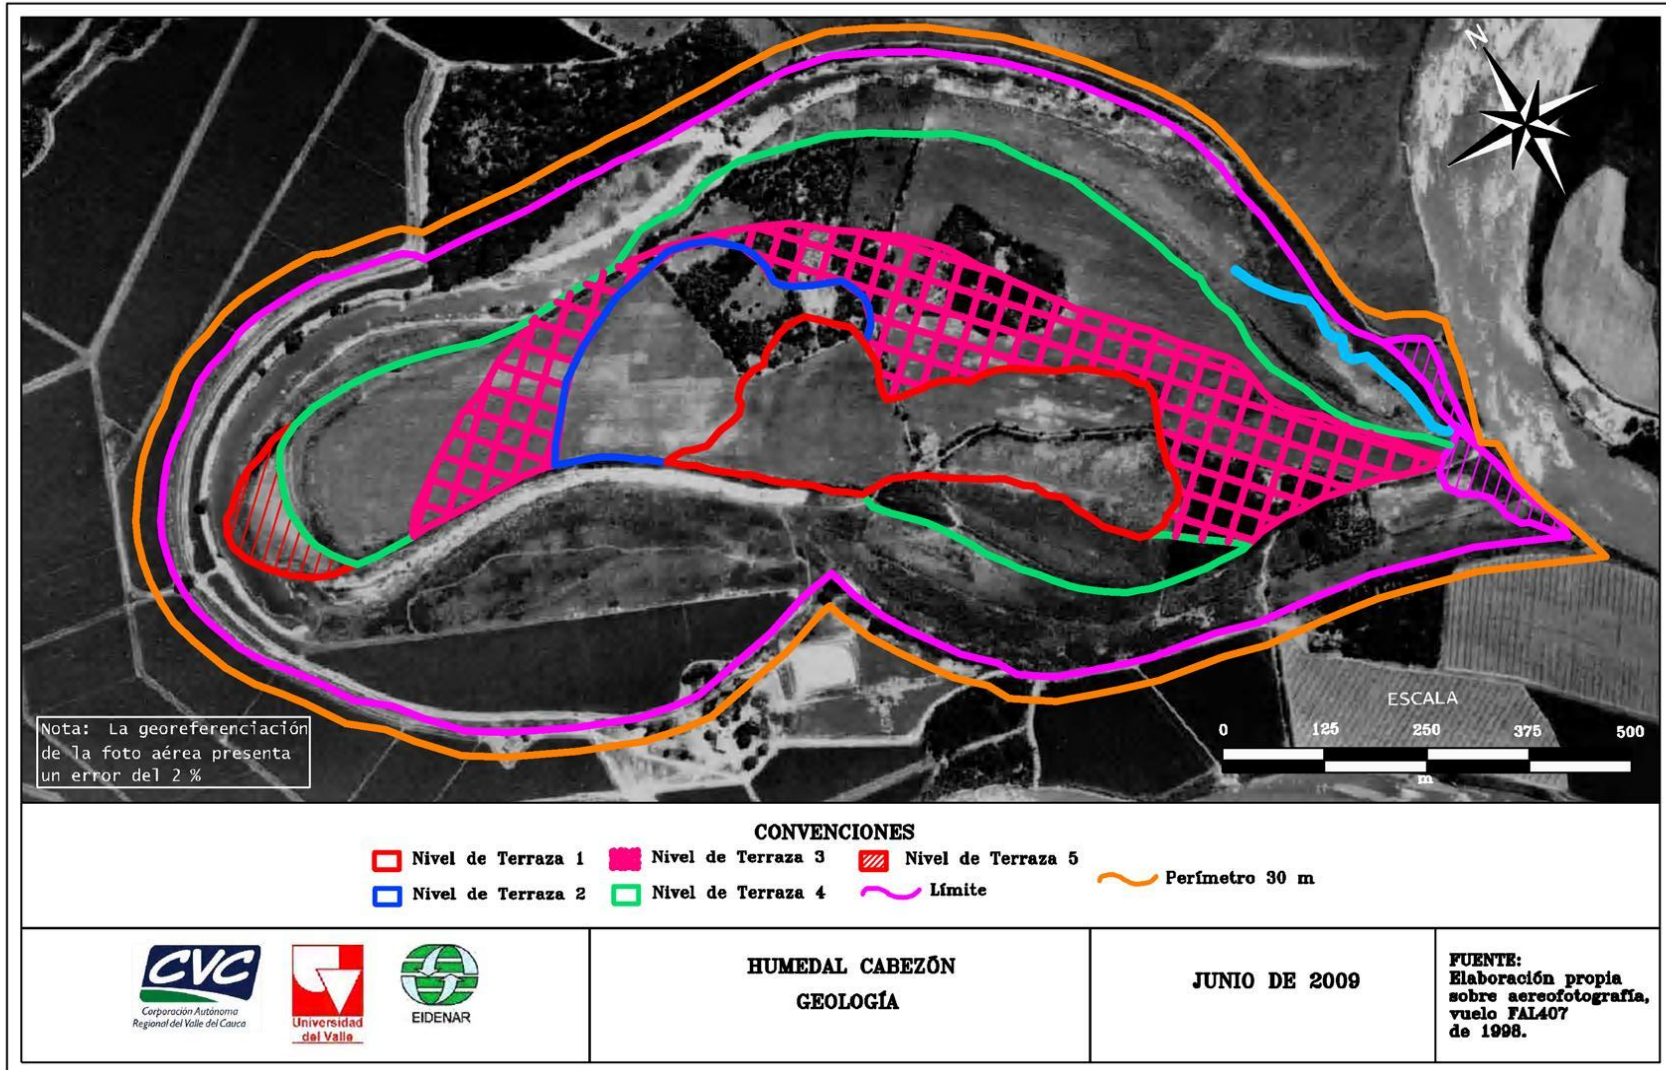 N
Nota: La georeferenciación
de la foto aérea presenta
un error del 2 %
ESCALA
0 125 250 375 500
m
CONVENCIONES
Nivel de Terraza 1
Nivel de Terraza 3
Nivel de Terraza 5
Perímetro 30 m
Nivel de Terraza 2
Nivel de Terraza 4
Límite
CVC
Corporación Autónoma
Regional del Valle del Cauca
Universidad
del Valle
EIDENAR
HUMEDAL CABEZÓN
GEOLOGÍA
JUNIO DE 2009
FUENTE:
Elaboración propia
sobre aereofotografía,
vuelo FAL407
de 1998.